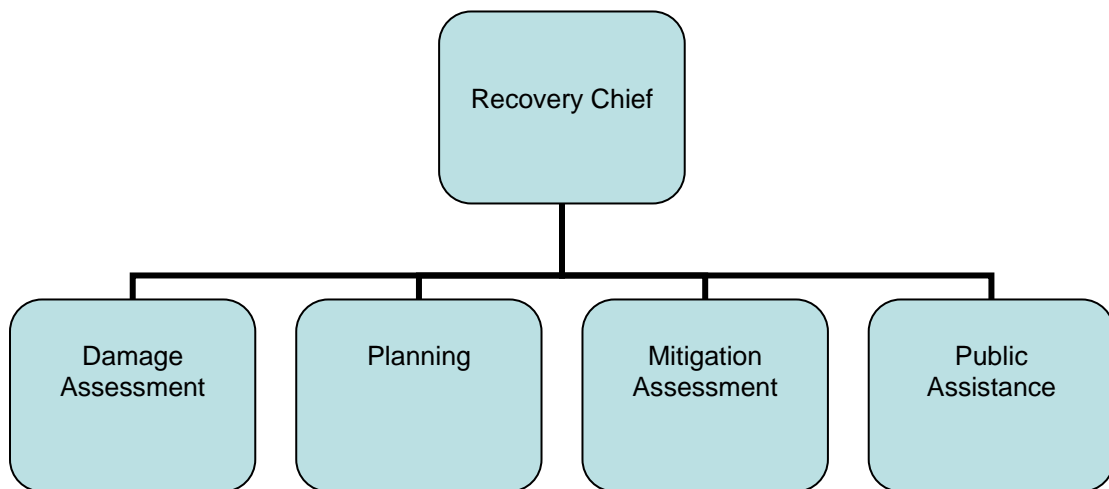 Recovery Chief
Damage
Assessment
Planning
Mitigation
Assessment
Public
Assistance